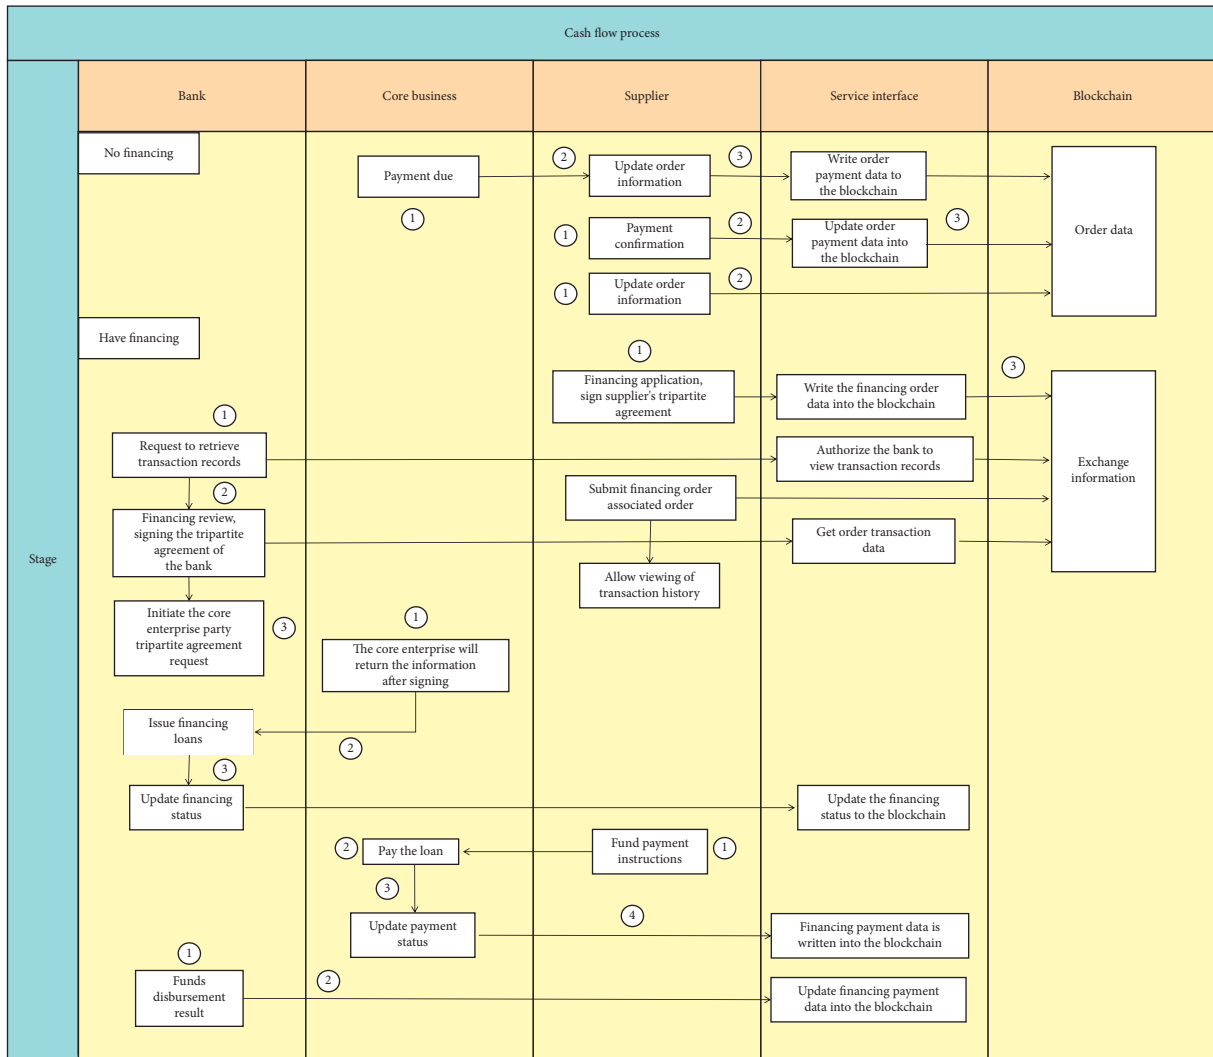 Cash flow process
Stage
Bank
Core business
Supplier
Service interface
Blockchain
No financing
Payment due
1
2
Update order
information
3
Write order
payment data to
the blockchain
Order data
1
Payment
confirmation
2
Update order
payment data into
the blockchain
3
1
Update order
information
2
Have financing
1
Financing application,
sign supplier's tripartite
agreement
Write the financing order
data into the blockchain
3
Exchange
information
1
Request to retrieve
transaction records
Authorize the bank to
view transaction records
2
Submit financing order
associated order
Financing review,
signing the tripartite
agreement of
the bank
Get order transaction
data
Allow viewing of
transaction history
Initiate the core
enterprise party
tripartite agreement
request
3
1
The core enterprise will
return the information
after signing
Issue financing
loans
2
3
Update financing
status
Update the financing
status to the blockchain
2
Pay the loan
Fund payment
instructions
1
3
Update payment
status
4
Financing payment data is
written into the blockchain
1
Funds
disbursement
result
2
Update financing payment
data into the blockchain